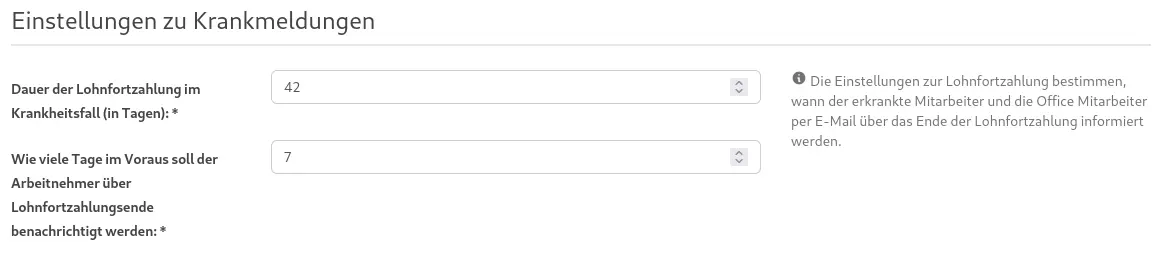 Einstellungen zu Krankmeldungen
Dauer der Lohnfortzahlung im
Krankheitsfall (in Tagen): *
42
Die Einstellungen zur Lohnfortzahlung bestimmen,
wann der erkrankte Mitarbeiter und die Office Mitarbeiter
per E-Mail über das Ende der Lohnfortzahlung informiert
werden.
Wie viele Tage im Voraus soll der
Arbeitnehmer über
Lohnfortzahlungsende
benachrichtigt werden: *
7